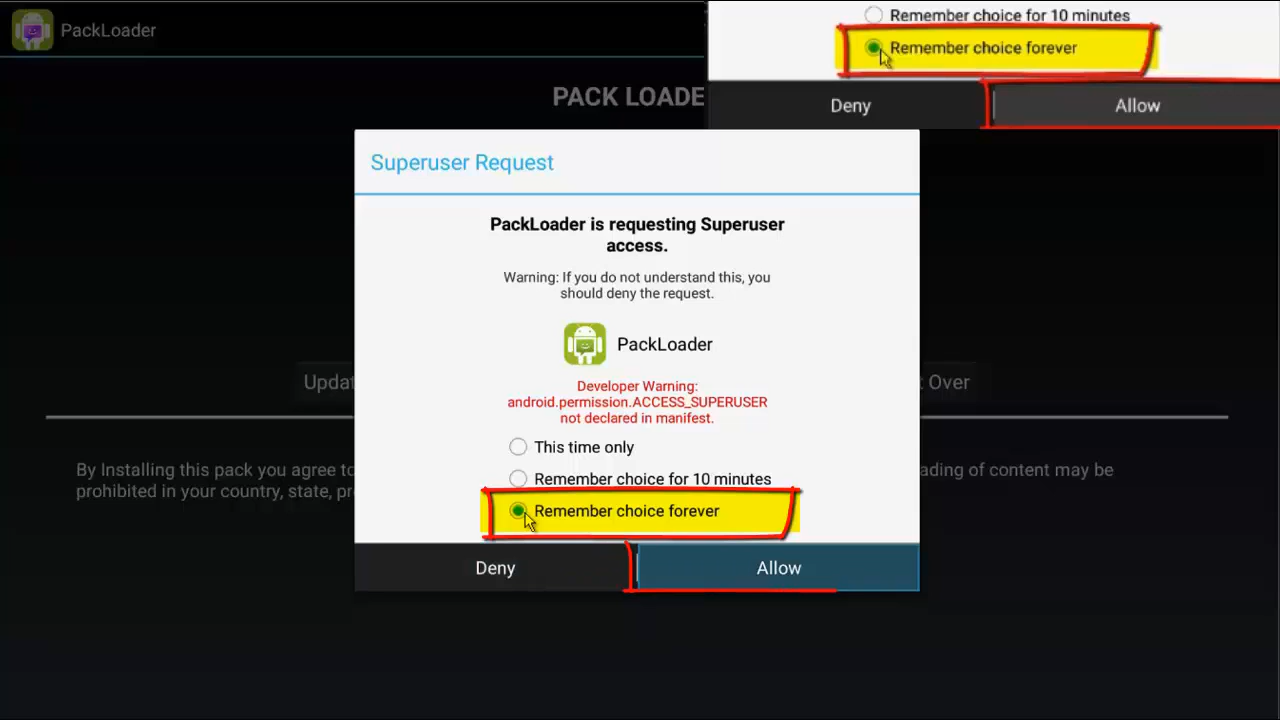 PackLoader
Remember choice for 10 minutes
Remember choice forever
Deny
Allow
PACK LOADE
Superuser Request
PackLoader is requesting Superuser
access.
Warning: If you do not understand this, you
should deny the request.
PackLoader
Developer Warning:
android.permission.ACCESS_SUPERUSER
not declared in manifest.
This time only
Remember choice for 10 minutes
Remember choice forever
Deny
Allow
Over
By Installing this pack you agree to
of content may be
prohibited in your country, state,